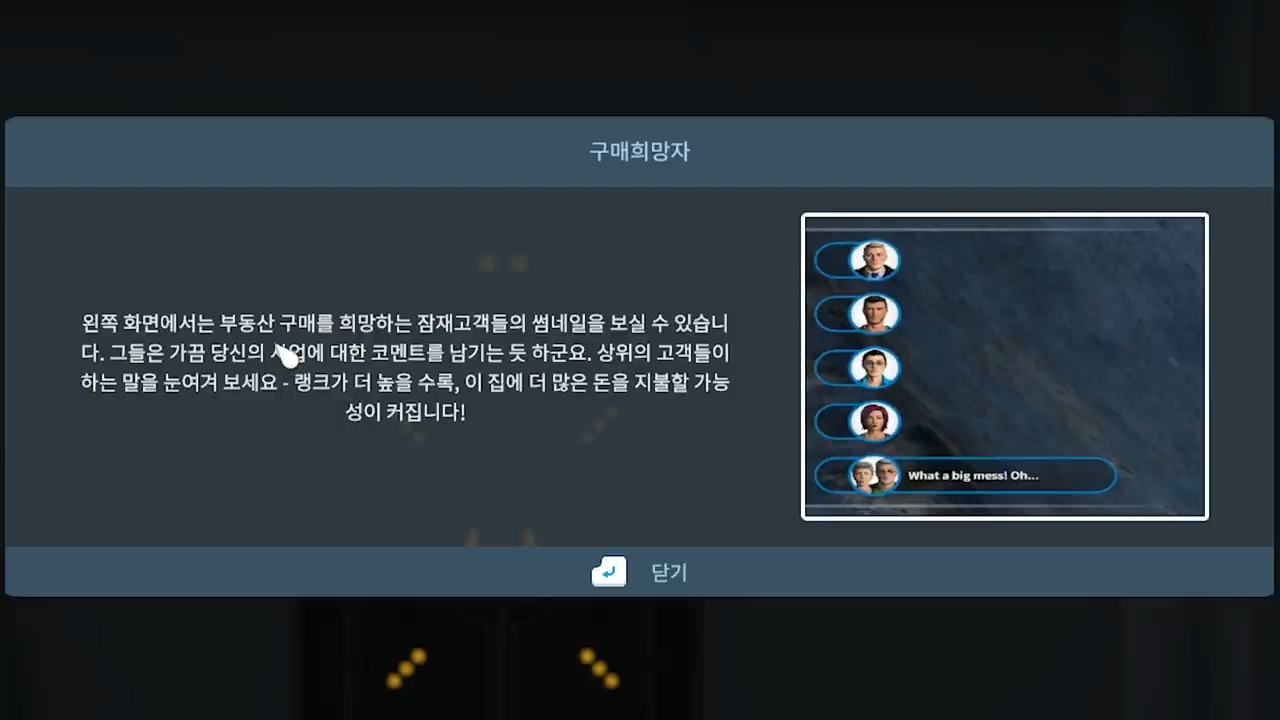 구매희망자
왼쪽 화면에서는 부동산 구매를 희망하는 잠재고객들의 썸네일을 보실 수 있습니
다. 그들은 가끔 당신의 사업에 대한 코멘트를 남기는 듯 하군요. 상위의 고객들이
하는 말을 눈여겨 보세요 - 랭크가 더 높을 수록, 이 집에 더 많은 돈을 지불할 가능
성이 커집니다!
What a big mess! Oh...
닫기